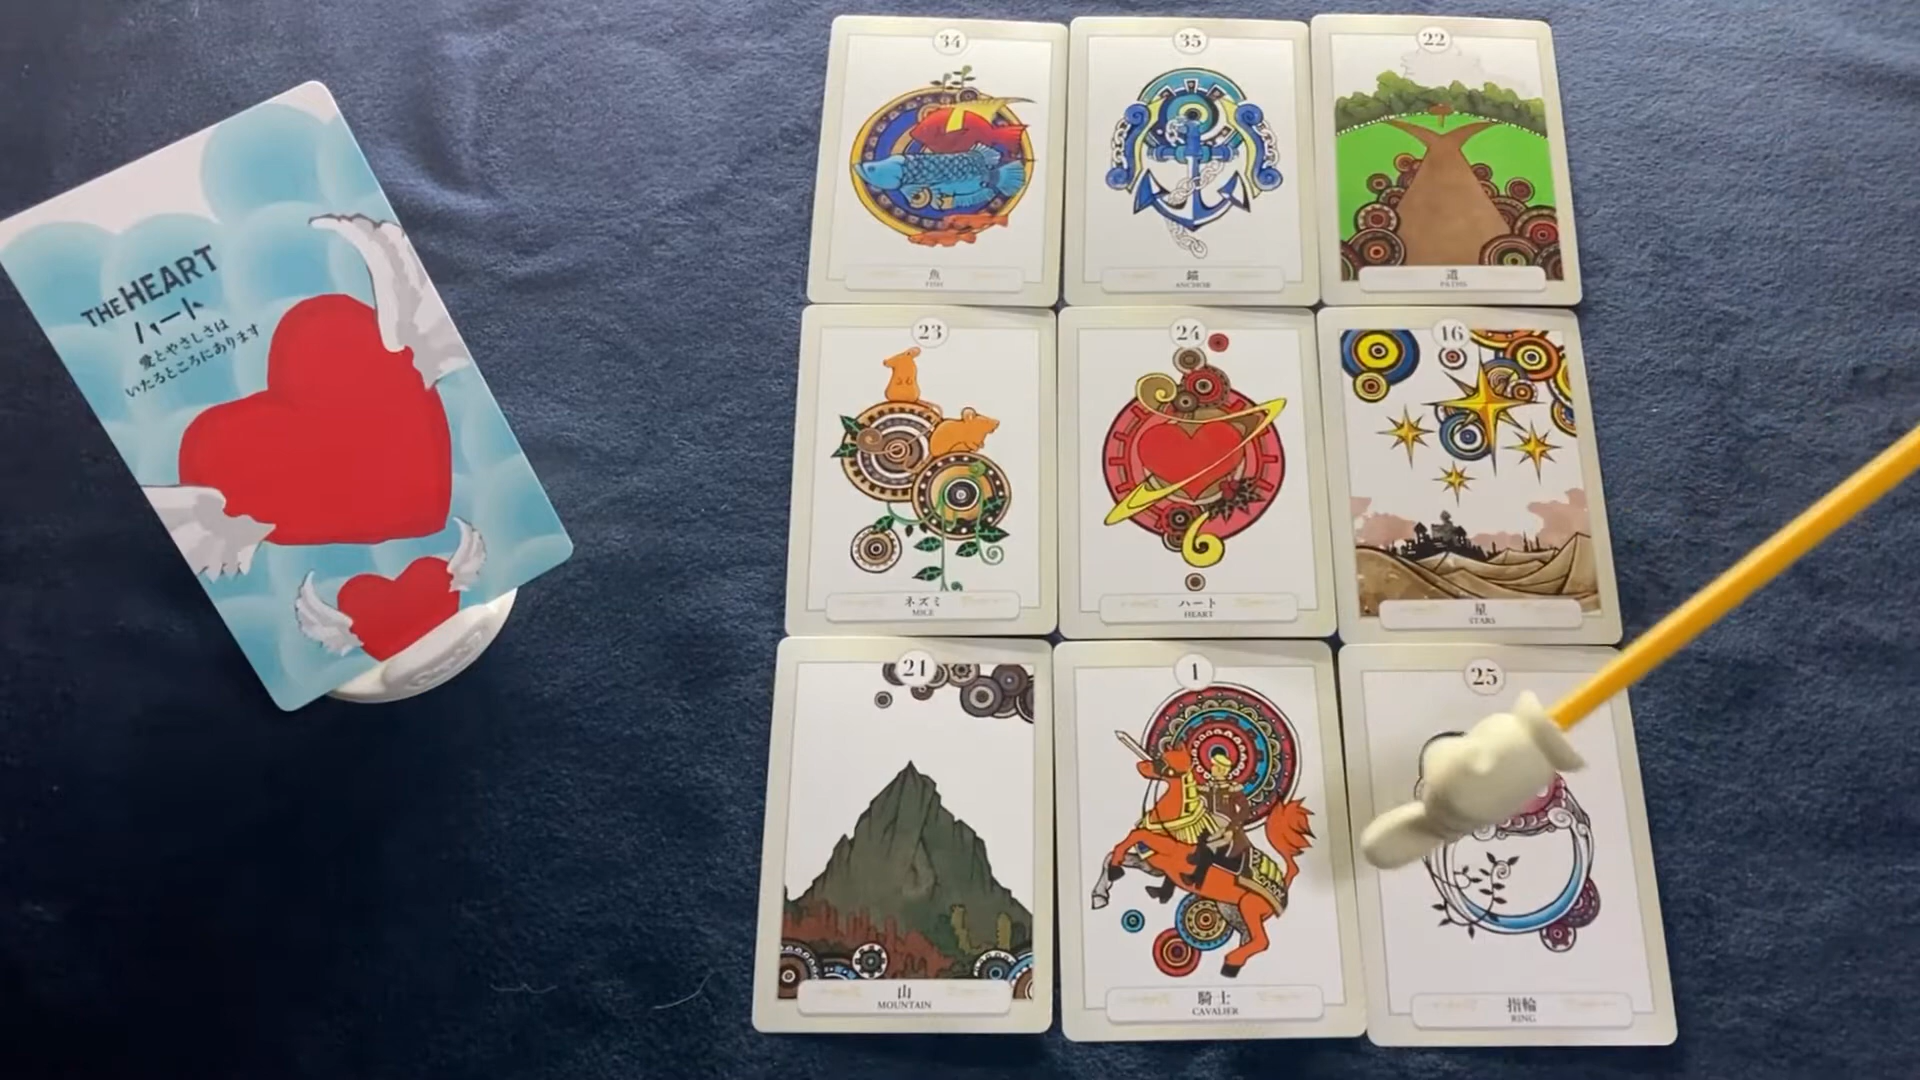 THE HEART
ハート
愛とやさしさは
いたるところにあります
34
魚
FISH
35
錨
ANCHOR
22
道
PATHS
23
ネズミ
MICE
24
ハート
HEART
16
星
STARS
21
山
MOUNTAIN
1
騎士
CAVALIER
25
指輪
RING